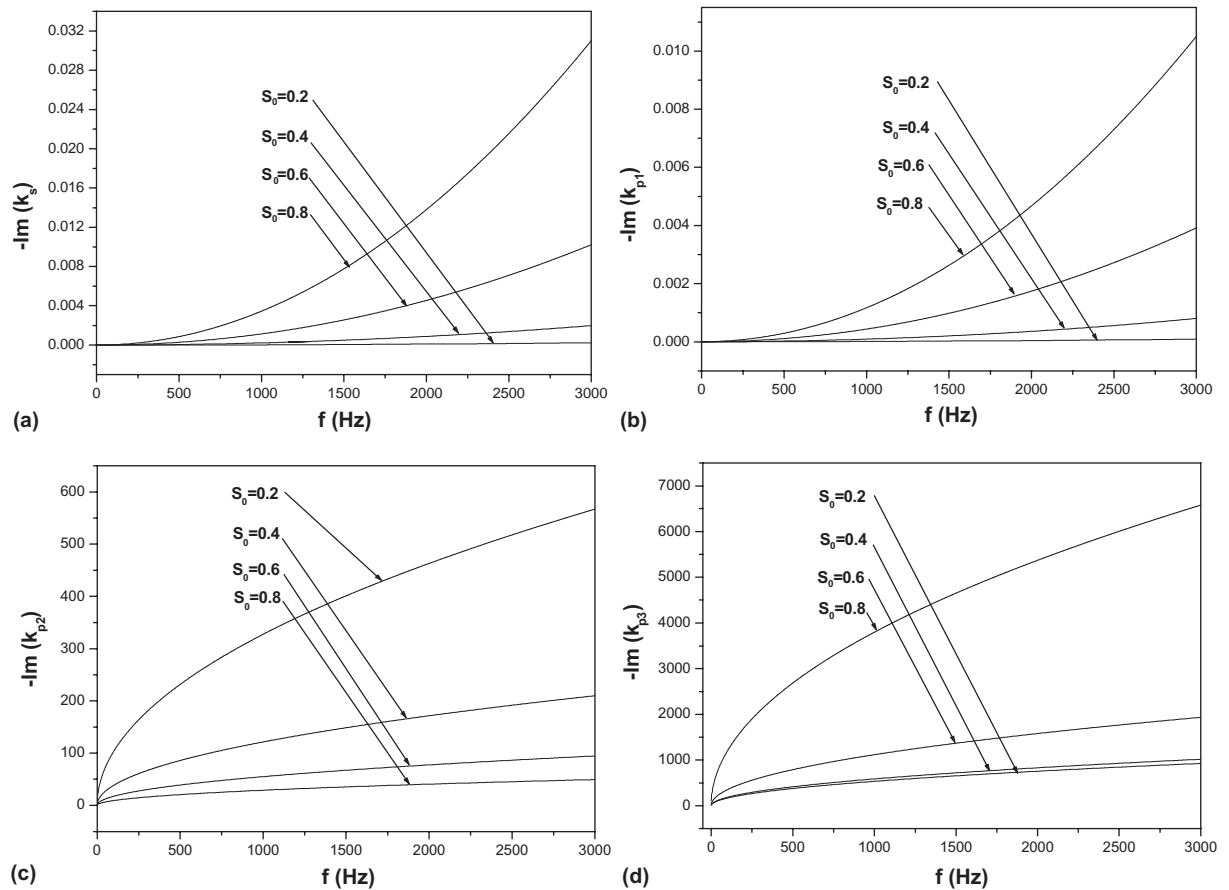 0.032
0.028
0.024
0.020
0.016
0.012
0.008
0.004
0.000
-Im (kₛ)
S₀=0.2
S₀=0.4
S₀=0.6
S₀=0.8
0 500 1000 1500 2000 2500 3000
(a)
f (Hz)
0.010
0.008
0.006
0.004
0.002
0.000
-Im (kₚ₁)
S₀=0.2
S₀=0.4
S₀=0.6
S₀=0.8
0 500 1000 1500 2000 2500 3000
(b)
f (Hz)
600
500
400
300
200
100
0
-Im (kₚ₂)
S₀=0.2
S₀=0.4
S₀=0.6
S₀=0.8
0 500 1000 1500 2000 2500 3000
(c)
f (Hz)
7000
6000
5000
4000
3000
2000
1000
0
-Im (kₚ₃)
S₀=0.2
S₀=0.4
S₀=0.6
S₀=0.8
0 500 1000 1500 2000 2500 3000
(d)
f (Hz)